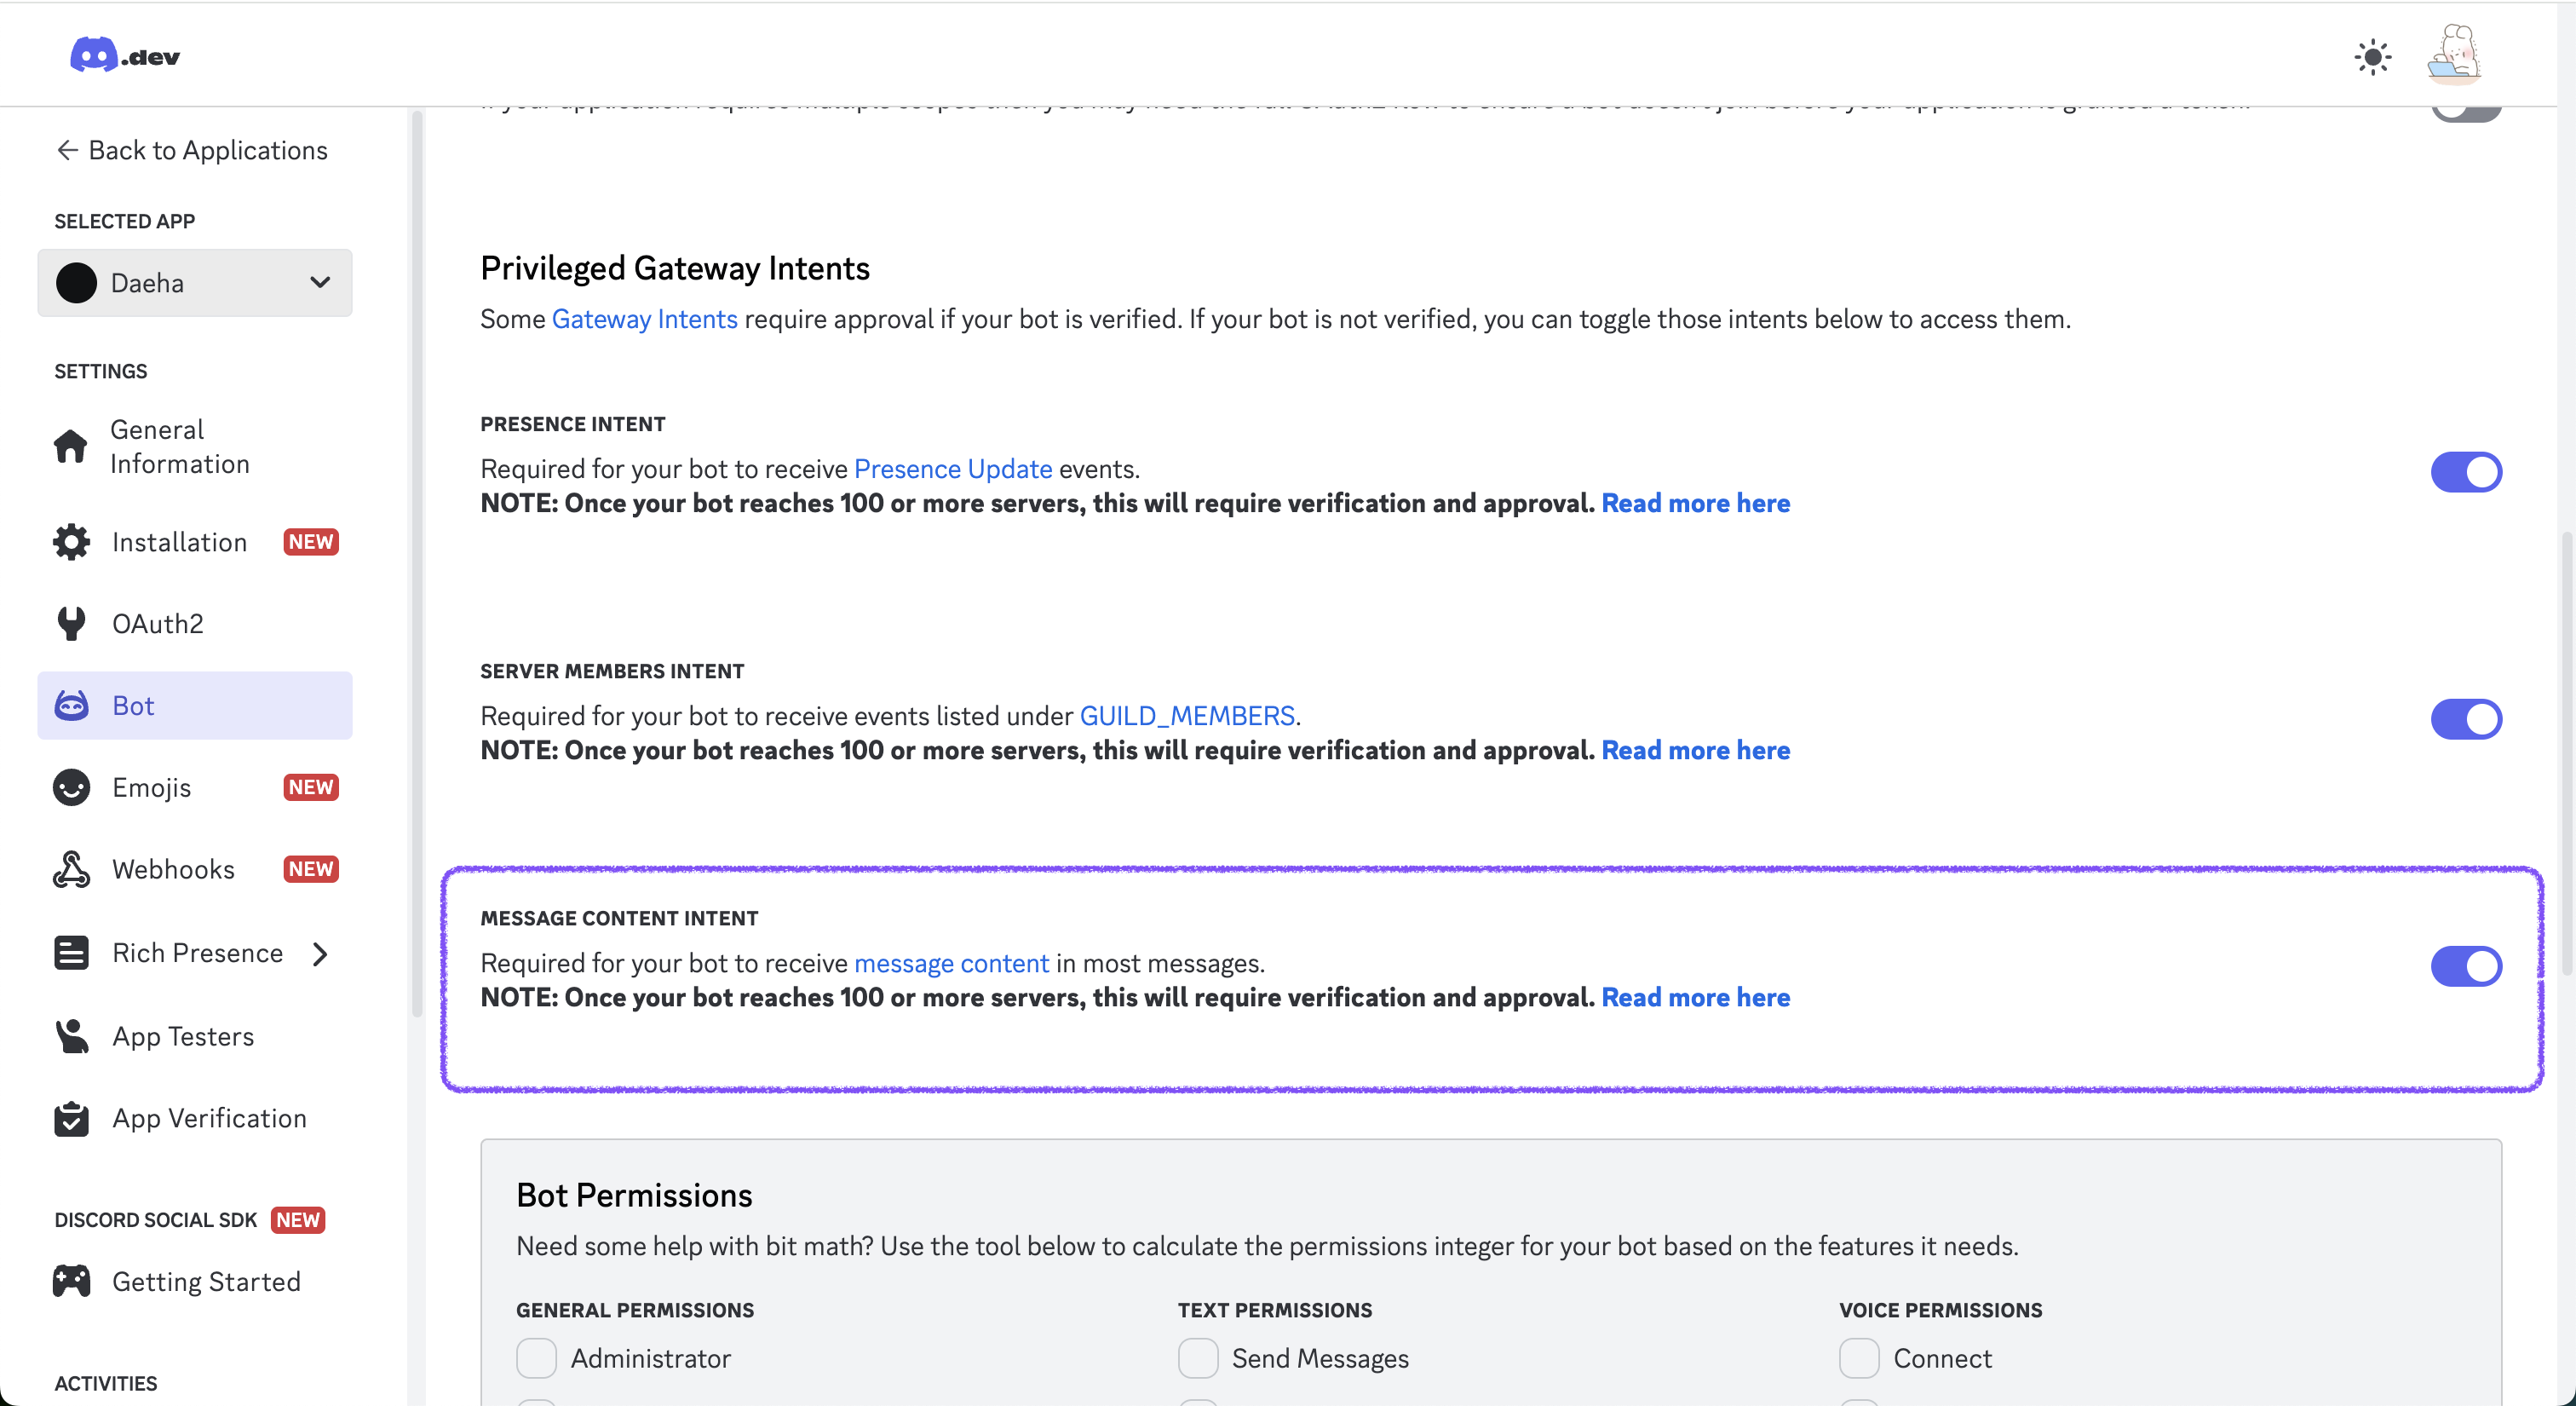 .dev
Back to Applications
SELECTED APP
Daeha
SETTINGS
General
Information
Installation NEW
OAuth2
Bot
Emojis NEW
Webhooks NEW
Rich Presence
App Testers
App Verification
DISCORD SOCIAL SDK NEW
Getting Started
ACTIVITIES
Privileged Gateway Intents
Some Gateway Intents require approval if your bot is verified. If your bot is not verified, you can toggle those intents below to access them.
PRESENCE INTENT
Required for your bot to receive Presence Update events.
NOTE: Once your bot reaches 100 or more servers, this will require verification and approval. Read more here
SERVER MEMBERS INTENT
Required for your bot to receive events listed under GUILD_MEMBERS.
NOTE: Once your bot reaches 100 or more servers, this will require verification and approval. Read more here
MESSAGE CONTENT INTENT
Required for your bot to receive message content in most messages.
NOTE: Once your bot reaches 100 or more servers, this will require verification and approval. Read more here
Bot Permissions
Need some help with bit math? Use the tool below to calculate the permissions integer for your bot based on the features it needs.
GENERAL PERMISSIONS
Administrator
TEXT PERMISSIONS
Send Messages
VOICE PERMISSIONS
Connect